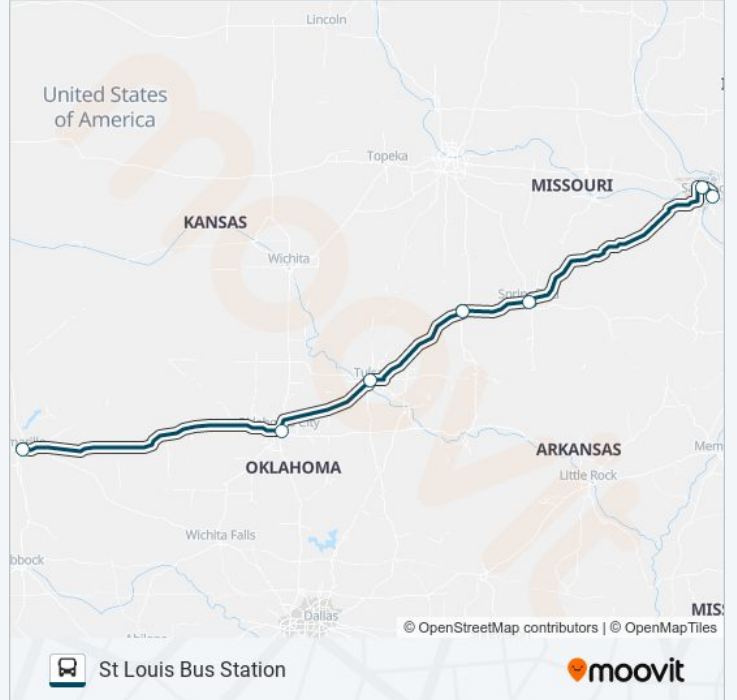 Lincoln
United States
of America
Topeka
MISSOURI
KANSAS
Wichita
OKLAHOMA
ARKANSAS
Little Rock
Wichita Falls
Dallas
© OpenStreetMap contributors | © OpenMapTiles
St Louis Bus Station
moovit
moovit